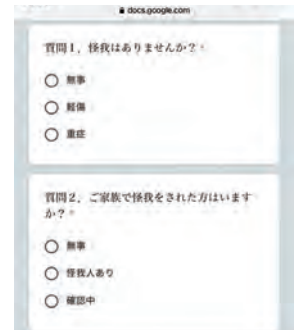 docs.google.com
質問1、怪我はありませんか？
無事
軽傷
重症
質問2、ご家族で怪我をされた方はいます
か？
無事
怪我人あり
確認中